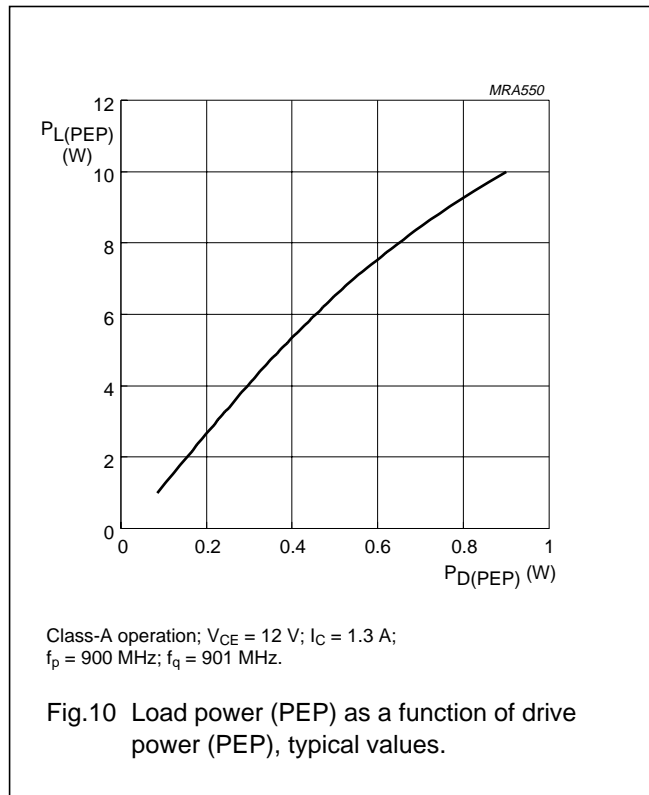 MRA550
12
P_L(PEP)
(W)
10
8
6
4
2
0
0 0.2 0.4 0.6 0.8 1
P_D(PEP) (W)
Class-A operation; V_CE = 12 V; I_C = 1.3 A;
f_p = 900 MHz; f_q = 901 MHz.
Fig.10 Load power (PEP) as a function of drive
power (PEP), typical values.